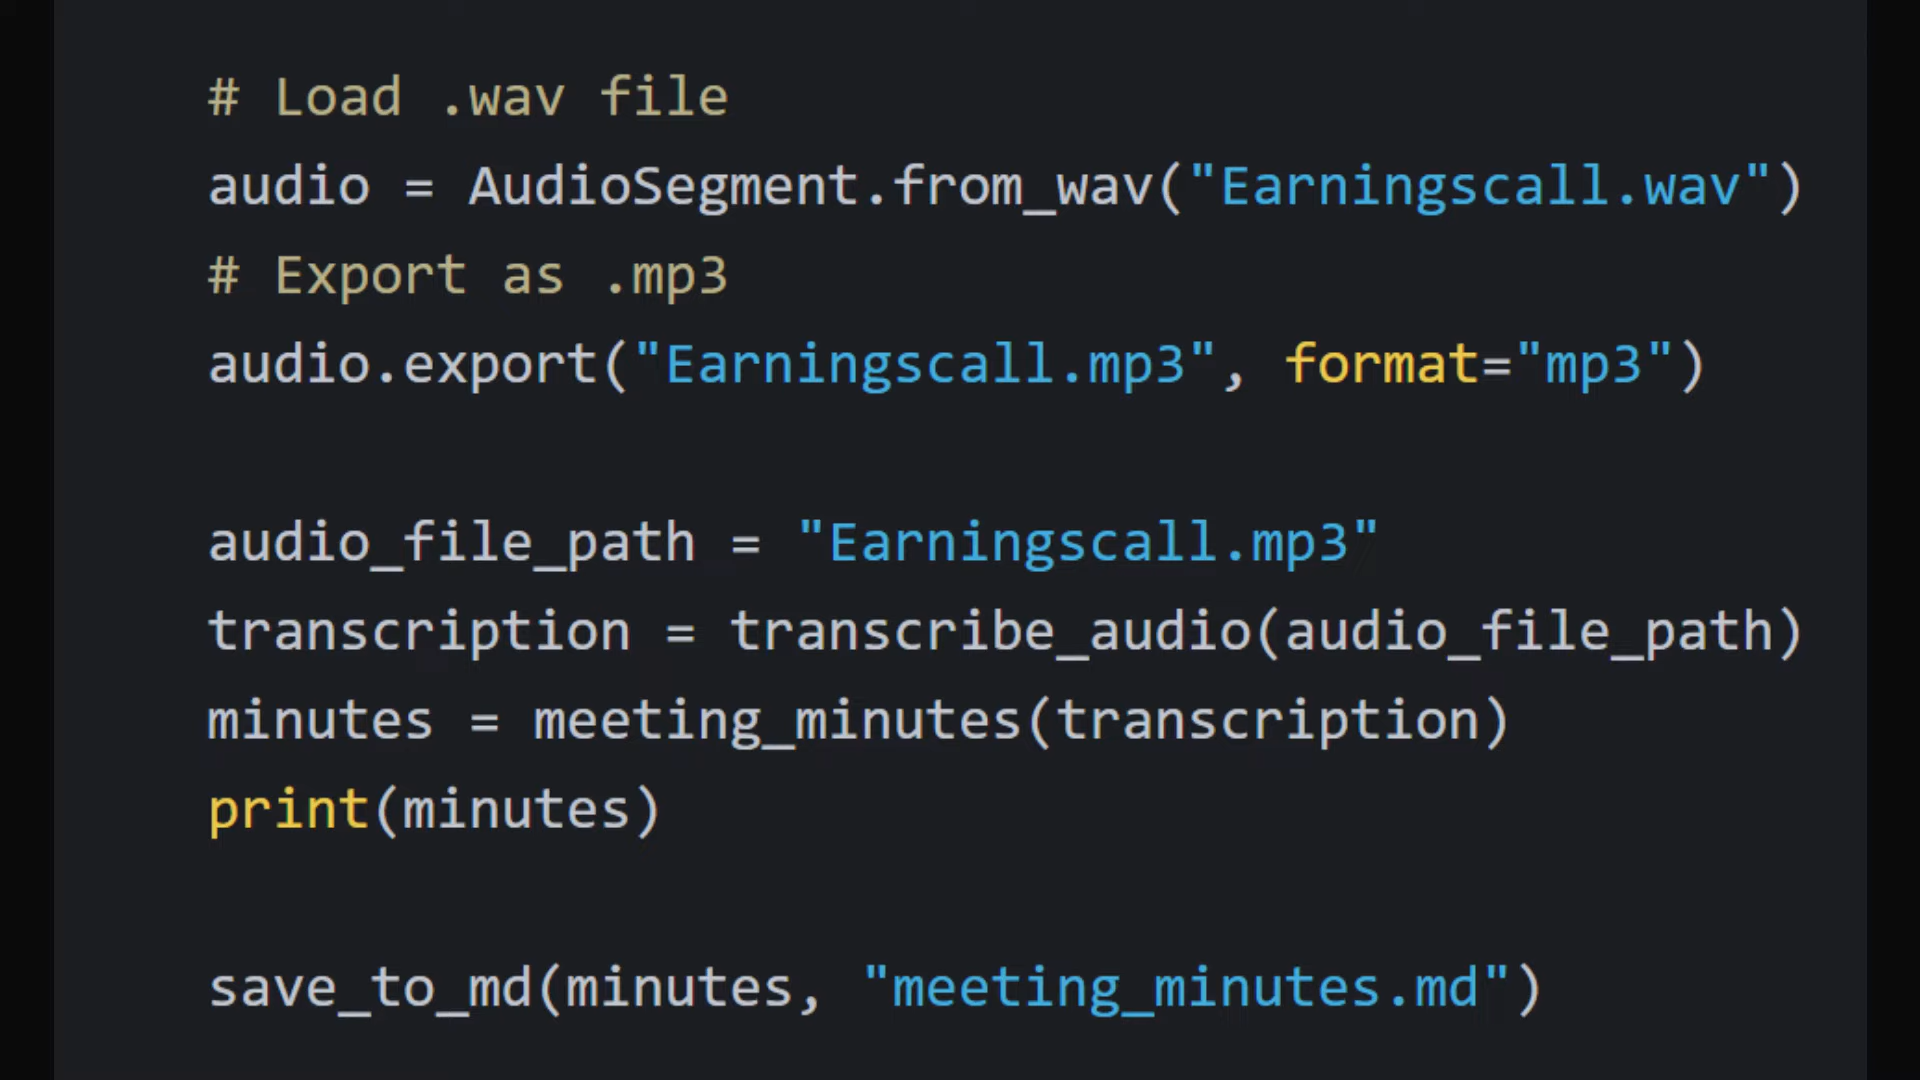 # Load .wav file
audio = AudioSegment.from_wav("Earningscall.wav")
# Export as .mp3
audio.export("Earningscall.mp3", format="mp3")
audio_file_path = "Earningscall.mp3"
transcription = transcribe_audio(audio_file_path)
minutes = meeting_minutes(transcription)
print(minutes)
save_to_md(minutes, "meeting_minutes.md")